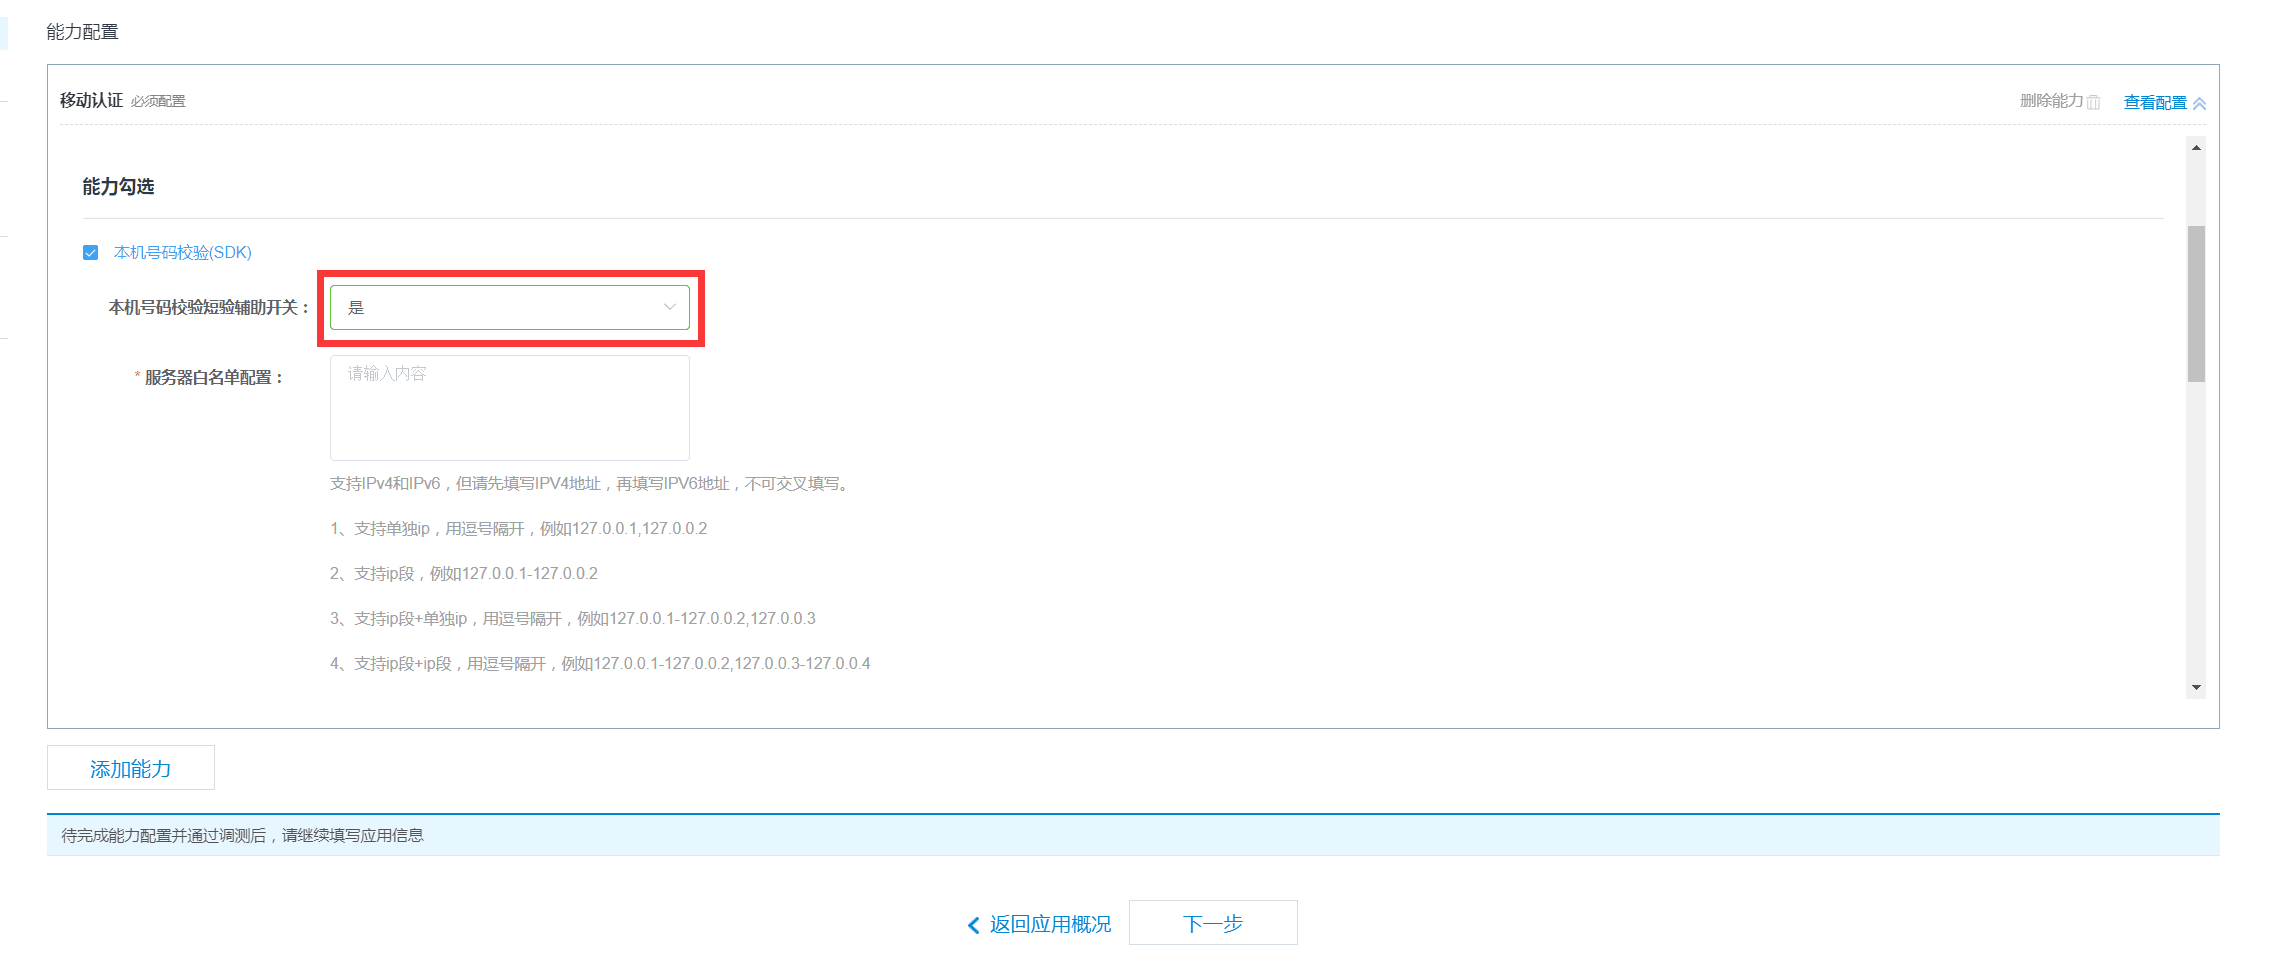 能力配置
移动认证 必须配置
删除能力 查看配置
能力勾选
本机号码校验(SDK)
本机号码校验短验辅助开关： 是
* 服务器白名单配置： 请输入内容
支持IPv4和IPv6，但请先填写IPV4地址，再填写IPV6地址，不可交叉填写。
1、支持单独ip，用逗号隔开，例如127.0.0.1,127.0.0.2
2、支持ip段，例如127.0.0.1-127.0.0.2
3、支持ip段+单独ip，用逗号隔开，例如127.0.0.1-127.0.0.2,127.0.0.3
4、支持ip段+ip段，用逗号隔开，例如127.0.0.1-127.0.0.2,127.0.0.3-127.0.0.4
添加能力
待完成能力配置并通过调测后，请继续填写应用信息
返回应用概况 下一步